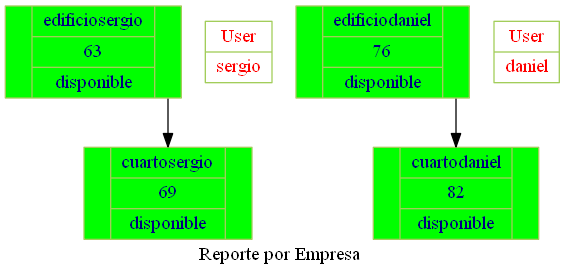 edificiosergio
63
disponible
User
sergio
edificiodaniel
76
disponible
User
daniel
cuartosergio
69
disponible
cuartodaniel
82
disponible
Reporte por Empresa